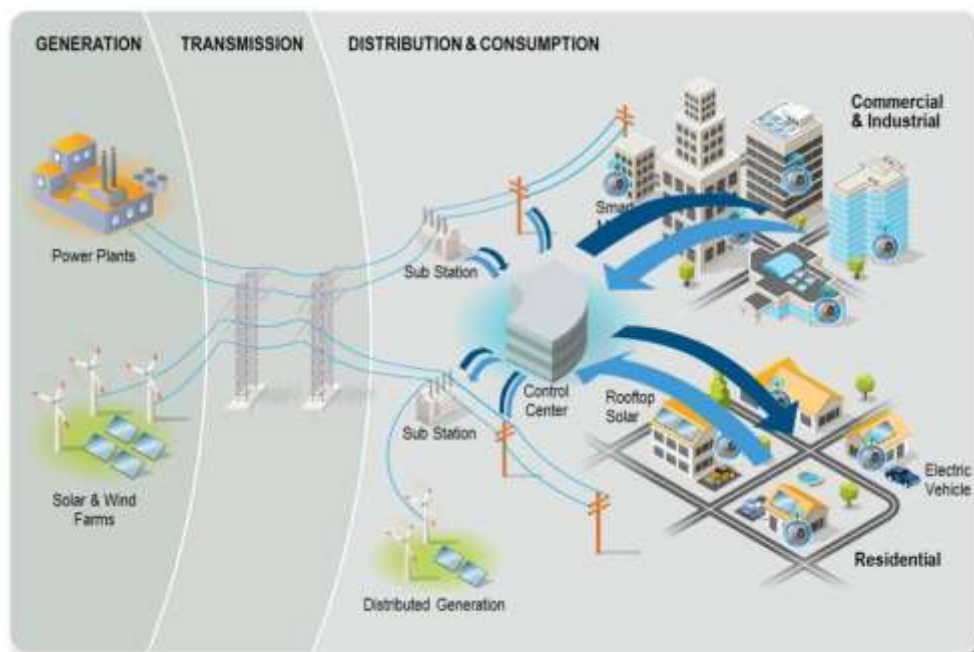 GENERATION
TRANSMISSION
DISTRIBUTION & CONSUMPTION
Commercial
& Industrial
Power Plants
Sub Station
Control
Center
Rooftop
Solar
Sub Station
Electric
Vehicle
Solar & Wind
Farms
Residential
Distributed Generation